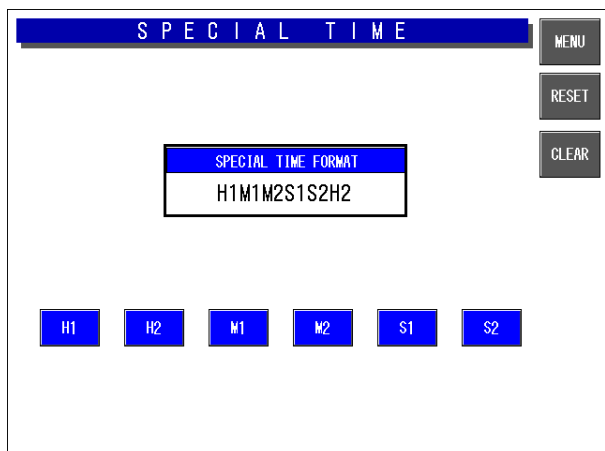 SPECIAL TIME
MENU
RESET
CLEAR
SPECIAL TIME FORMAT
H1M1M2S1S2H2
H1 H2 M1 M2 S1 S2